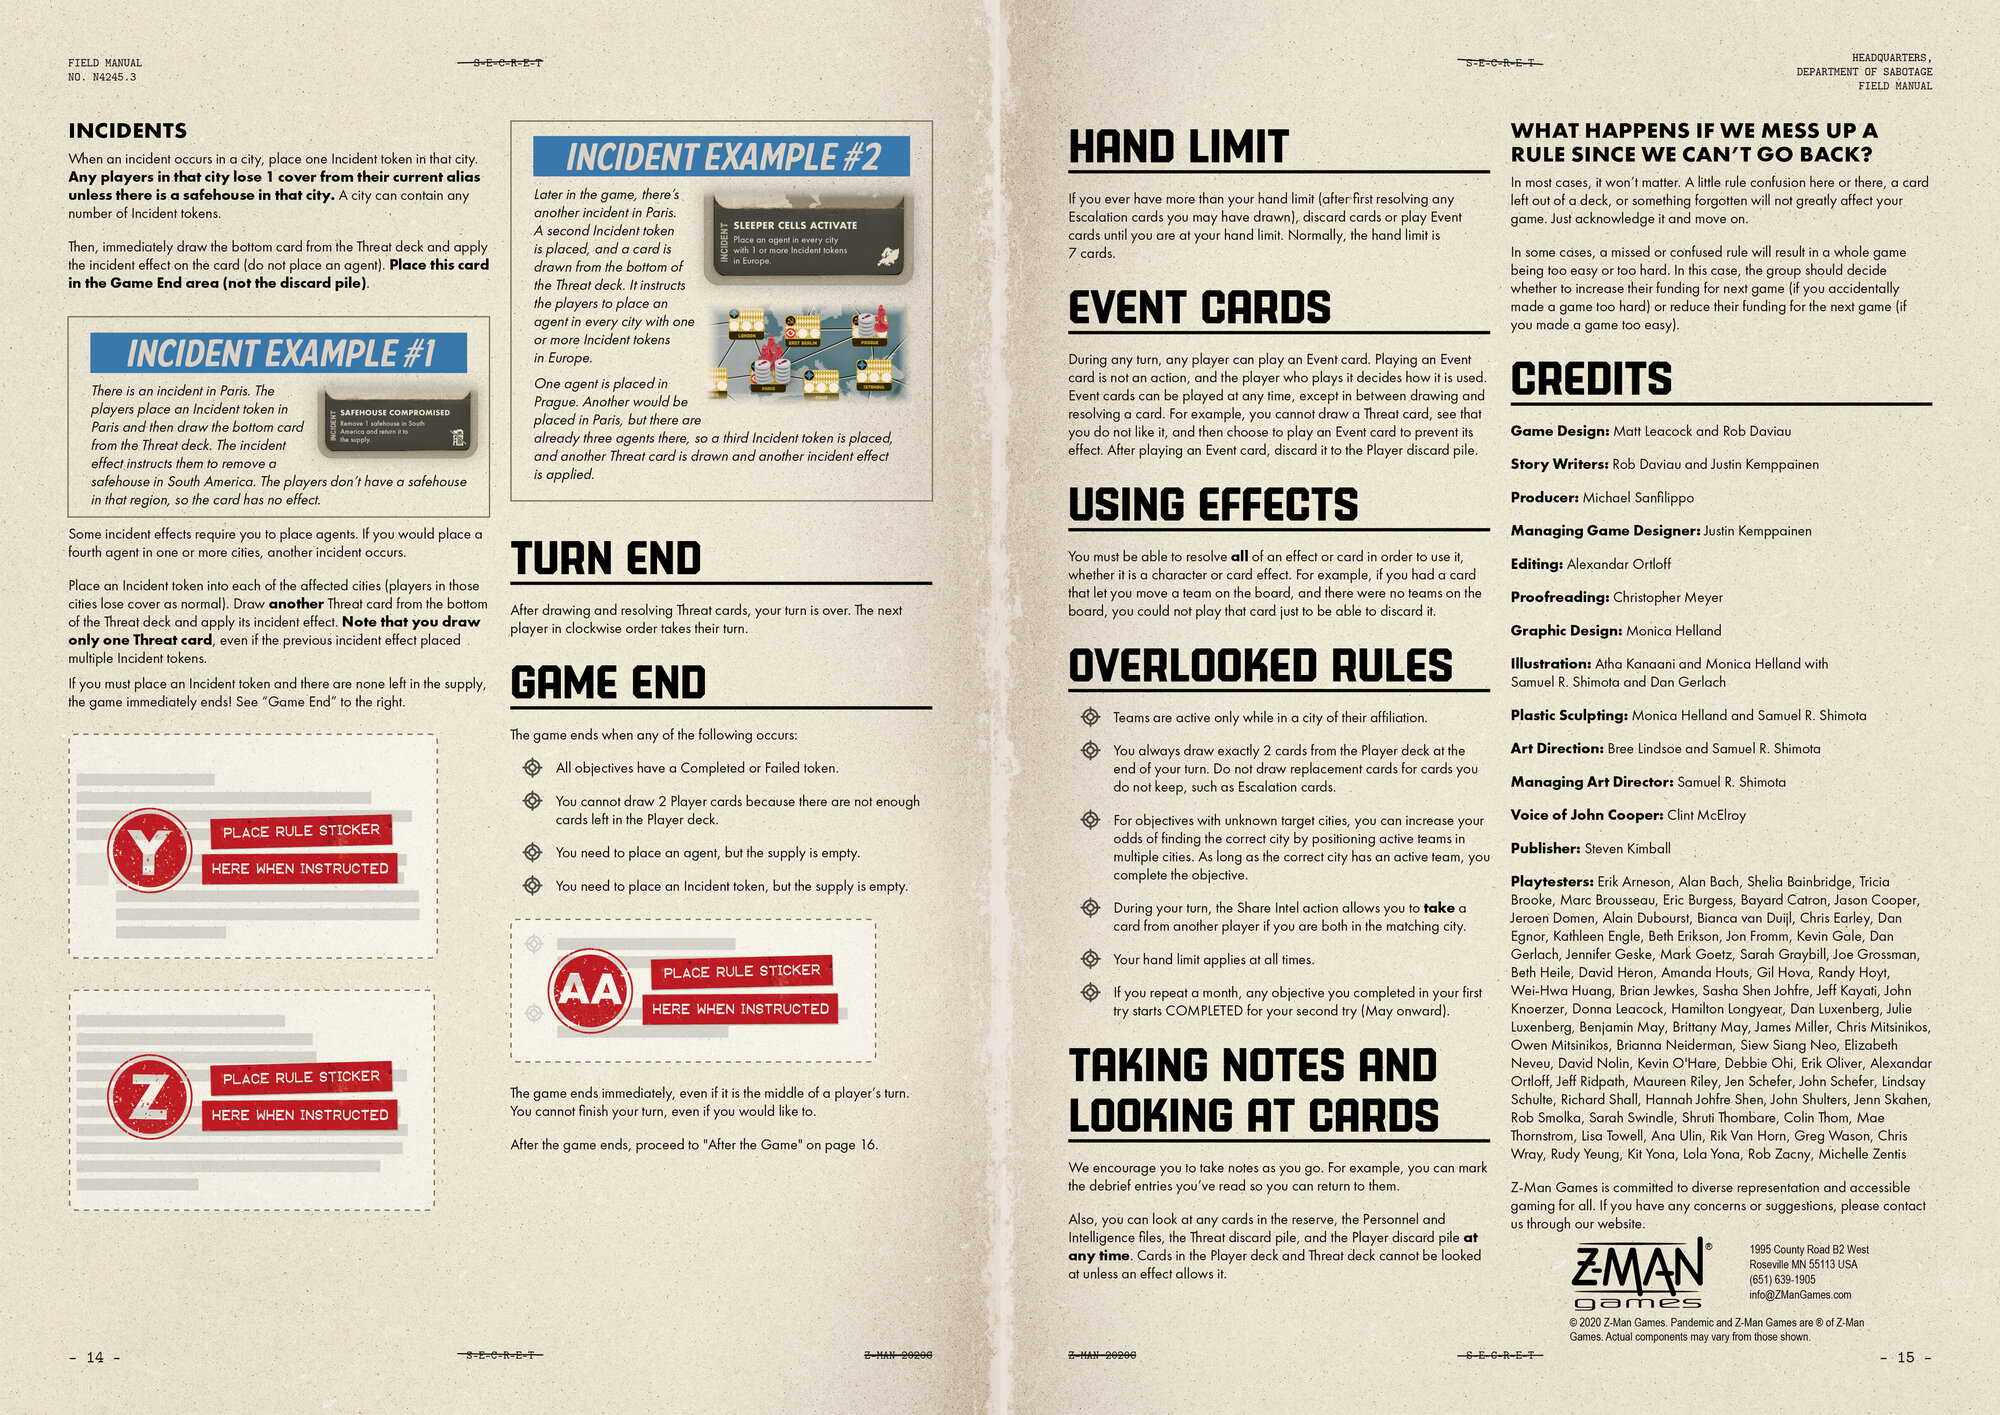 FIELD MANUAL
NO. N4245.3
S-E-C-R-E-T
INCIDENTS
When an incident occurs in a city, place one Incident token in that city.
Any players in that city lose 1 cover from their current alias
unless there is a safehouse in that city. A city can contain any
number of Incident tokens.
Then, immediately draw the bottom card from the Threat deck and apply
the incident effect on the card (do not place an agent). Place this card
in the Game End area (not the discard pile).
INCIDENT EXAMPLE #1
There is an incident in Paris. The
players place an Incident token in
Paris and then draw the bottom card
from the Threat deck. The incident
effect instructs them to remove a
safehouse in South America. The players don't have a safehouse
in that region, so the card has no effect.
INCIDENT
SAFEHOUSE COMPROMISED
Remove 1 safehouse in South
America and return it to
the supply.
Some incident effects require you to place agents. If you would place a
fourth agent in one or more cities, another incident occurs.
Place an Incident token into each of the affected cities (players in those
cities lose cover as normal). Draw another Threat card from the bottom
of the Threat deck and apply its incident effect. Note that you draw
only one Threat card, even if the previous incident effect placed
multiple Incident tokens.
If you must place an Incident token and there are none left in the supply,
the game immediately ends! See “Game End” to the right.
Y
PLACE RULE STICKER
HERE WHEN INSTRUCTED
Z
PLACE RULE STICKER
HERE WHEN INSTRUCTED
INCIDENT EXAMPLE #2
Later in the game, there's
another incident in Paris.
A second Incident token
is placed, and a card is
drawn from the bottom of
the Threat deck. It instructs
the players to place an
agent in every city with one
or more Incident tokens
in Europe.
One agent is placed in
Prague. Another would be
placed in Paris, but there are
already three agents there, so a third Incident token is placed,
and another Threat card is drawn and another incident effect
is applied.
INCIDENT
SLEEPER CELLS ACTIVATE
Place an agent in every city
with 1 or more Incident tokens
in Europe.
LONDON
EAST BERLIN
PRAGUE
PARIS
ROME
ISTANBUL
TURN END
After drawing and resolving Threat cards, your turn is over. The next
player in clockwise order takes their turn.
GAME END
The game ends when any of the following occurs:
All objectives have a Completed or Failed token.
You cannot draw 2 Player cards because there are not enough
cards left in the Player deck.
You need to place an agent, but the supply is empty.
You need to place an Incident token, but the supply is empty.
AA
PLACE RULE STICKER
HERE WHEN INSTRUCTED
The game ends immediately, even if it is the middle of a player's turn.
You cannot finish your turn, even if you would like to.
After the game ends, proceed to "After the Game" on page 16.
- 14 -
S-E-C-R-E-T
Z-MAN 2020G
S-E-C-R-E-T
HEADQUARTERS,
DEPARTMENT OF SABOTAGE
FIELD MANUAL
HAND LIMIT
If you ever have more than your hand limit (after first resolving any
Escalation cards you may have drawn), discard cards or play Event
cards until you are at your hand limit. Normally, the hand limit is
7 cards.
EVENT CARDS
During any turn, any player can play an Event card. Playing an Event
card is not an action, and the player who plays it decides how it is used.
Event cards can be played at any time, except in between drawing and
resolving a card. For example, you cannot draw a Threat card, see that
you do not like it, and then choose to play an Event card to prevent its
effect. After playing an Event card, discard it to the Player discard pile.
USING EFFECTS
You must be able to resolve all of an effect or card in order to use it,
whether it is a character or card effect. For example, if you had a card
that let you move a team on the board, and there were no teams on the
board, you could not play that card just to be able to discard it.
OVERLOOKED RULES
Teams are active only while in a city of their affiliation.
You always draw exactly 2 cards from the Player deck at the
end of your turn. Do not draw replacement cards for cards you
do not keep, such as Escalation cards.
For objectives with unknown target cities, you can increase your
odds of finding the correct city by positioning active teams in
multiple cities. As long as the correct city has an active team, you
complete the objective.
During your turn, the Share Intel action allows you to take a
card from another player if you are both in the matching city.
Your hand limit applies at all times.
If you repeat a month, any objective you completed in your first
try starts COMPLETED for your second try (May onward).
TAKING NOTES AND
LOOKING AT CARDS
We encourage you to take notes as you go. For example, you can mark
the debrief entries you've read so you can return to them.
Also, you can look at any cards in the reserve, the Personnel and
Intelligence files, the Threat discard pile, and the Player discard pile at
any time. Cards in the Player deck and Threat deck cannot be looked
at unless an effect allows it.
WHAT HAPPENS IF WE MESS UP A
RULE SINCE WE CAN'T GO BACK?
In most cases, it won't matter. A little rule confusion here or there, a card
left out of a deck, or something forgotten will not greatly affect your
game. Just acknowledge it and move on.
In some cases, a missed or confused rule will result in a whole game
being too easy or too hard. In this case, the group should decide
whether to increase their funding for next game (if you accidentally
made a game too hard) or reduce their funding for the next game (if
you made a game too easy).
CREDITS
Game Design: Matt Leacock and Rob Daviau
Story Writers: Rob Daviau and Justin Kemppainen
Producer: Michael Sanfilippo
Managing Game Designer: Justin Kemppainen
Editing: Alexandar Ortloff
Proofreading: Christopher Meyer
Graphic Design: Monica Helland
Illustration: Atha Kanaani and Monica Helland with
Samuel R. Shimota and Dan Gerlach
Plastic Sculpting: Monica Helland and Samuel R. Shimota
Art Direction: Bree Lindsoe and Samuel R. Shimota
Managing Art Director: Samuel R. Shimota
Voice of John Cooper: Clint McElroy
Publisher: Steven Kimball
Playtesters: Erik Arneson, Alan Bach, Shelia Bainbridge, Tricia
Brooke, Marc Brousseau, Eric Burgess, Bayard Catron, Jason Cooper,
Jeroen Domen, Alain Dubourst, Bianca van Duijl, Chris Earley, Dan
Egnor, Kathleen Engle, Beth Erikson, Jon Fromm, Kevin Gale, Dan
Gerlach, Jennifer Geske, Mark Goetz, Sarah Graybill, Joe Grossman,
Beth Heile, David Heron, Amanda Houts, Gil Hova, Randy Hoyt,
Wei-Hwa Huang, Brian Jewkes, Sasha Shen Johfre, Jeff Kayati, John
Knoerzer, Donna Leacock, Hamilton Longyear, Dan Luxenberg, Julie
Luxenberg, Benjamin May, Brittany May, James Miller, Chris Mitsinikos,
Owen Mitsinikos, Brianna Neiderman, Siew Siang Neo, Elizabeth
Neveu, David Nolin, Kevin O'Hare, Debbie Ohi, Erik Oliver, Alexandar
Ortloff, Jeff Ridpath, Maureen Riley, Jen Schefer, John Schefer, Lindsay
Schulte, Richard Shall, Hannah Johfre Shen, John Shulters, Jenn Skahen,
Rob Smolka, Sarah Swindle, Shruti Thombare, Colin Thom, Mae
Thornstrom, Lisa Towell, Ana Ulin, Rik Van Horn, Greg Wason, Chris
Wray, Rudy Yeung, Kit Yona, Lola Yona, Rob Zacny, Michelle Zentis
Z-Man Games is committed to diverse representation and accessible
gaming for all. If you have any concerns or suggestions, please contact
us through our website.
Z-MAN®
games
1995 County Road B2 West
Roseville MN 55113 USA
(651) 639-1905
info@ZManGames.com
© 2020 Z-Man Games. Pandemic and Z-Man Games are ® of Z-Man
Games. Actual components may vary from those shown.
Z-MAN 2020G
S-E-C-R-E-T
- 15 -